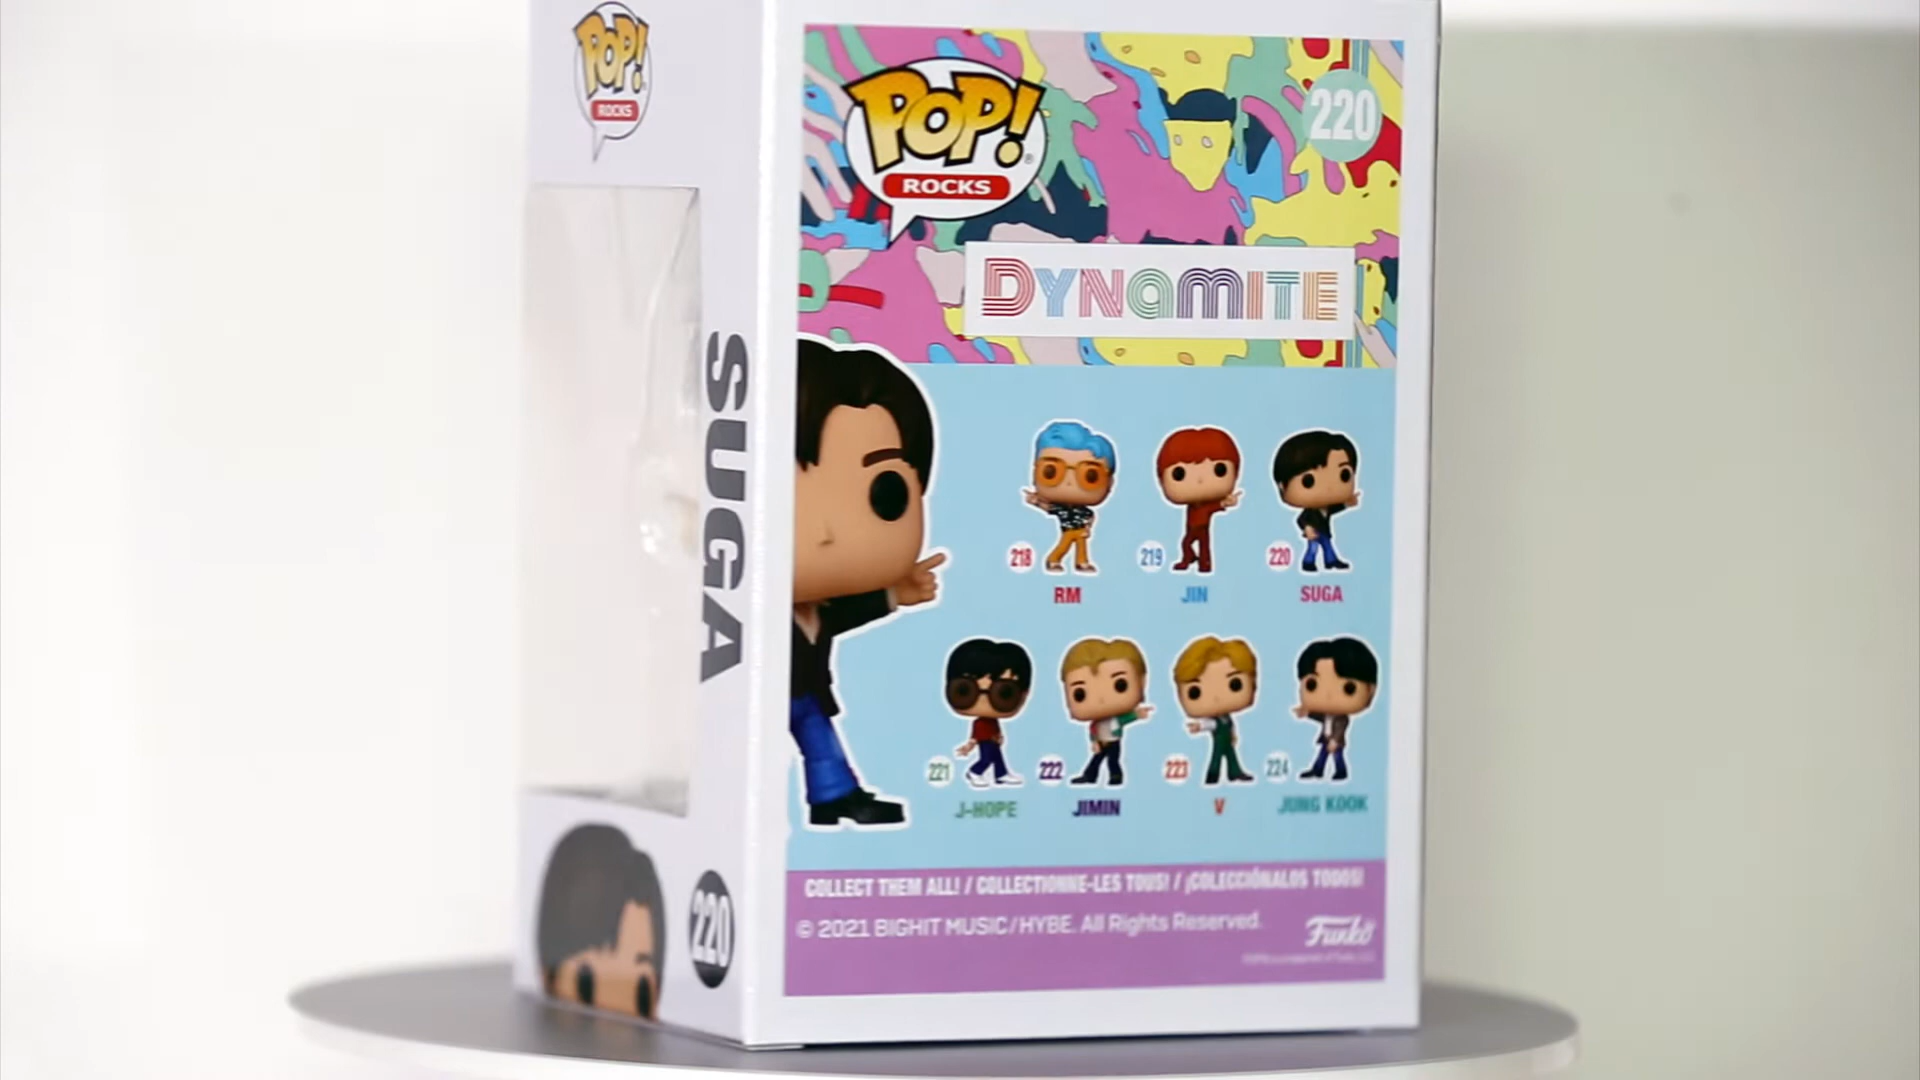 POP!
ROCKS
SUGA
220
POP!
ROCKS
220
DYNAMITE
218
219
220
RM
JIN
SUGA
221
222
223
224
J-HOPE
JIMIN
V
JUNG KOOK
COLLECT THEM ALL! / COLLECTIONNE-LES TOUS! / ¡COLECCIÓNALOS TODOS!
© 2021 BIGHIT MUSIC/HYBE. All Rights Reserved.
Funko